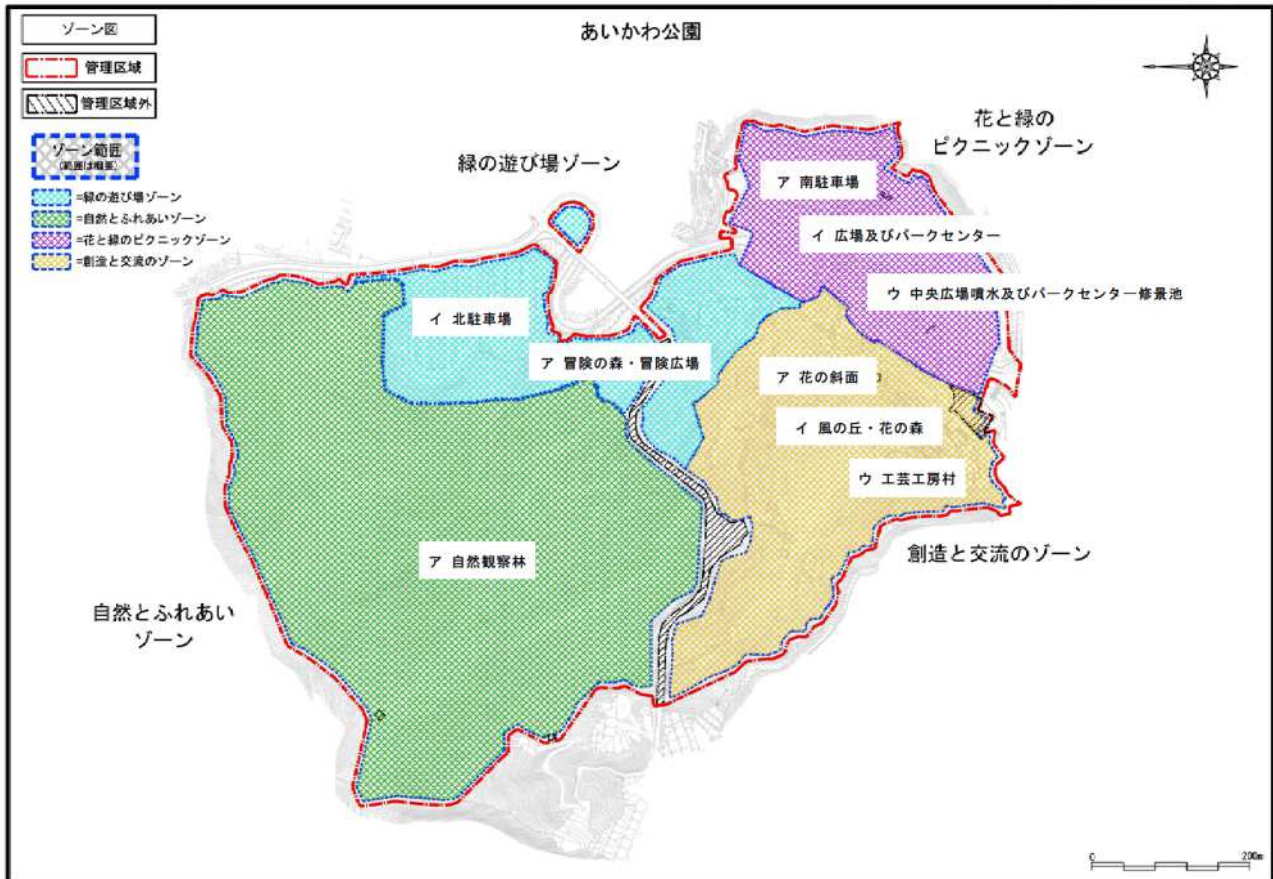 ゾーン図
管理区域
管理区域外
ゾーン範囲
(範囲は概要)
=緑の遊び場ゾーン
=自然とふれあいゾーン
=花と緑のピクニックゾーン
=創造と交流のゾーン
あいかわ公園
花と緑の
ピクニックゾーン
緑の遊び場ゾーン
ア 南駐車場
イ 広場及びパークセンター
ウ 中央広場噴水及びパークセンター修景池
イ 北駐車場
ア 冒険の森・冒険広場
ア 花の斜面
イ 風の丘・花の森
ウ 工芸工房村
ア 自然観察林
創造と交流のゾーン
自然とふれあい
ゾーン
0 200m